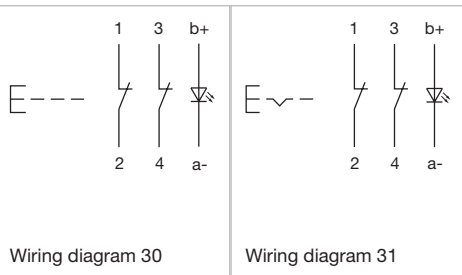 1 3 b+
2 4 a-
Wiring diagram 30
1 3 b+
2 4 a-
Wiring diagram 31